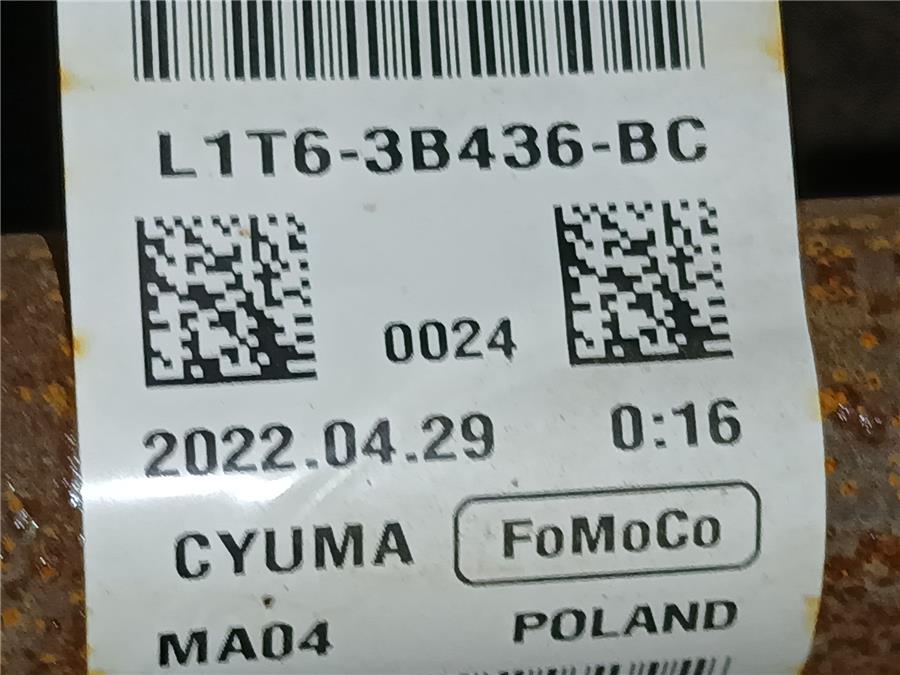 L1T6-3B436-BC
0024
2022.04.29 0:16
CYUMA FoMoCo
MA04 POLAND